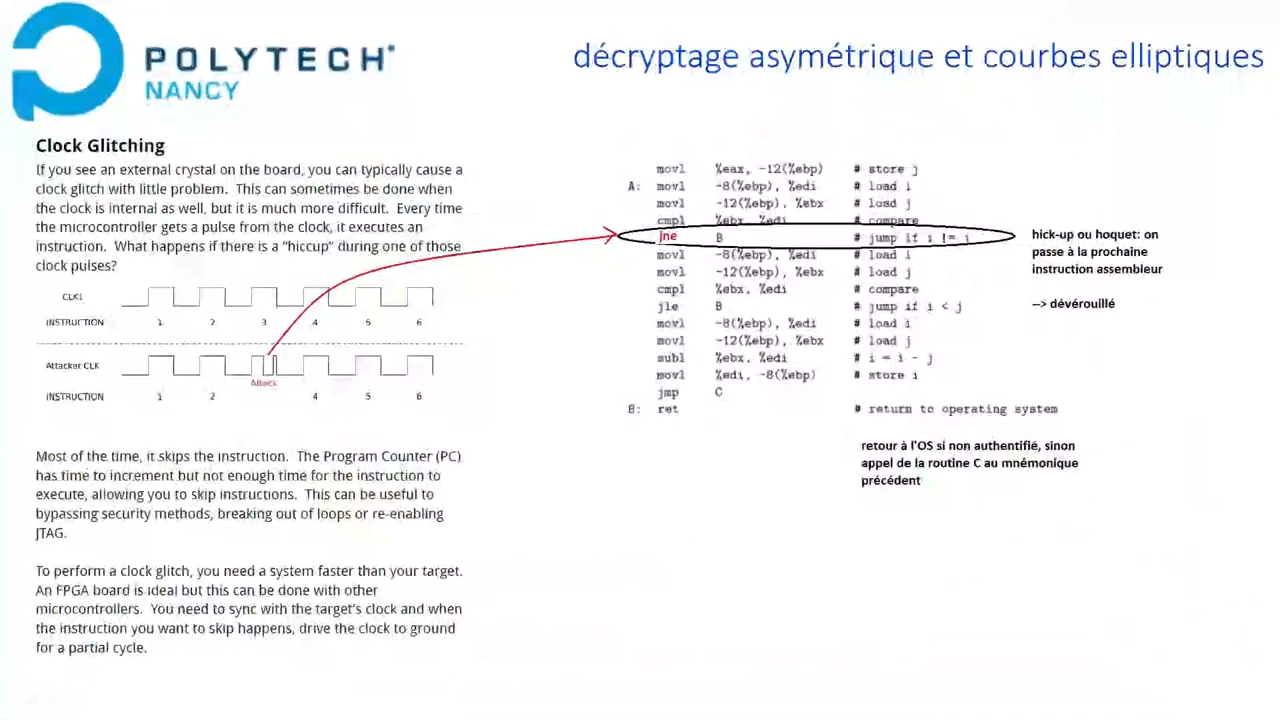 POLYTECH
NANCY
décryptage asymétrique et courbes elliptiques
Clock Glitching
If you see an external crystal on the board, you can typically cause a
clock glitch with little problem. This can sometimes be done when
the clock is internal as well, but it is much more difficult. Every time
the microcontroller gets a pulse from the clock, it executes an
instruction. What happens if there is a "hiccup" during one of those
clock pulses?
CLK1
INSTRUCTION 1 2 3 4 5 6
Attacker CLK
Attack
INSTRUCTION 1 2 4 5 6
Most of the time, it skips the instruction. The Program Counter (PC)
has time to increment but not enough time for the instruction to
execute, allowing you to skip instructions. This can be useful to
bypassing security methods, breaking out of loops or re-enabling
JTAG.
To perform a clock glitch, you need a system faster than your target.
An FPGA board is ideal but this can be done with other
microcontrollers. You need to sync with the target's clock and when
the instruction you want to skip happens, drive the clock to ground
for a partial cycle.
movl %eax, -12(%ebp) # store j
A: movl -8(%ebp), %edi # load i
movl -12(%ebp), %ebx # load j
cmpl %ebx, %edi # compare
jne B # jump if i !=
movl -8(%ebp), %edi # load i
movl -12(%ebp), %ebx # load j
cmpl %ebx, %edi # compare
jle B # jump if i < j
movl -8(%ebp), %edi # load i
movl -12(%ebp), %ebx # load j
subl %ebx, %edi # i = i - j
movl %edi, -8(%ebp) # store i
jmp C
B: ret # return to operating system
hick-up ou hoquet: on
passe à la prochaine
instruction assembleur
--> dévérouillé
retour à l'OS si non authentifié, sinon
appel de la routine C au mnémonique
précédent